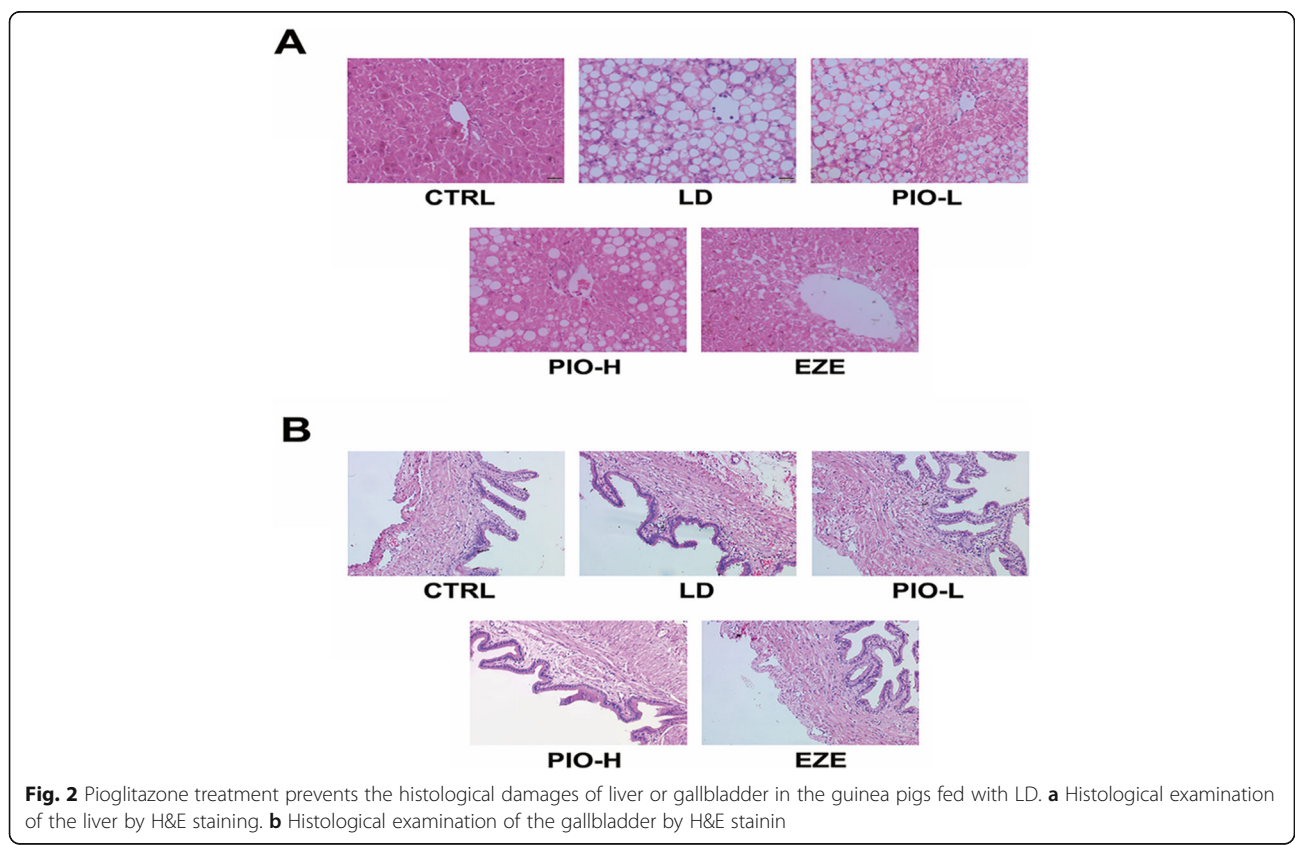 A
CTRL
LD
PIO-L
PIO-H
EZE
B
CTRL
LD
PIO-L
PIO-H
EZE
Fig. 2 Pioglitazone treatment prevents the histological damages of liver or gallbladder in the guinea pigs fed with LD. a Histological examination
of the liver by H&E staining. b Histological examination of the gallbladder by H&E stainin